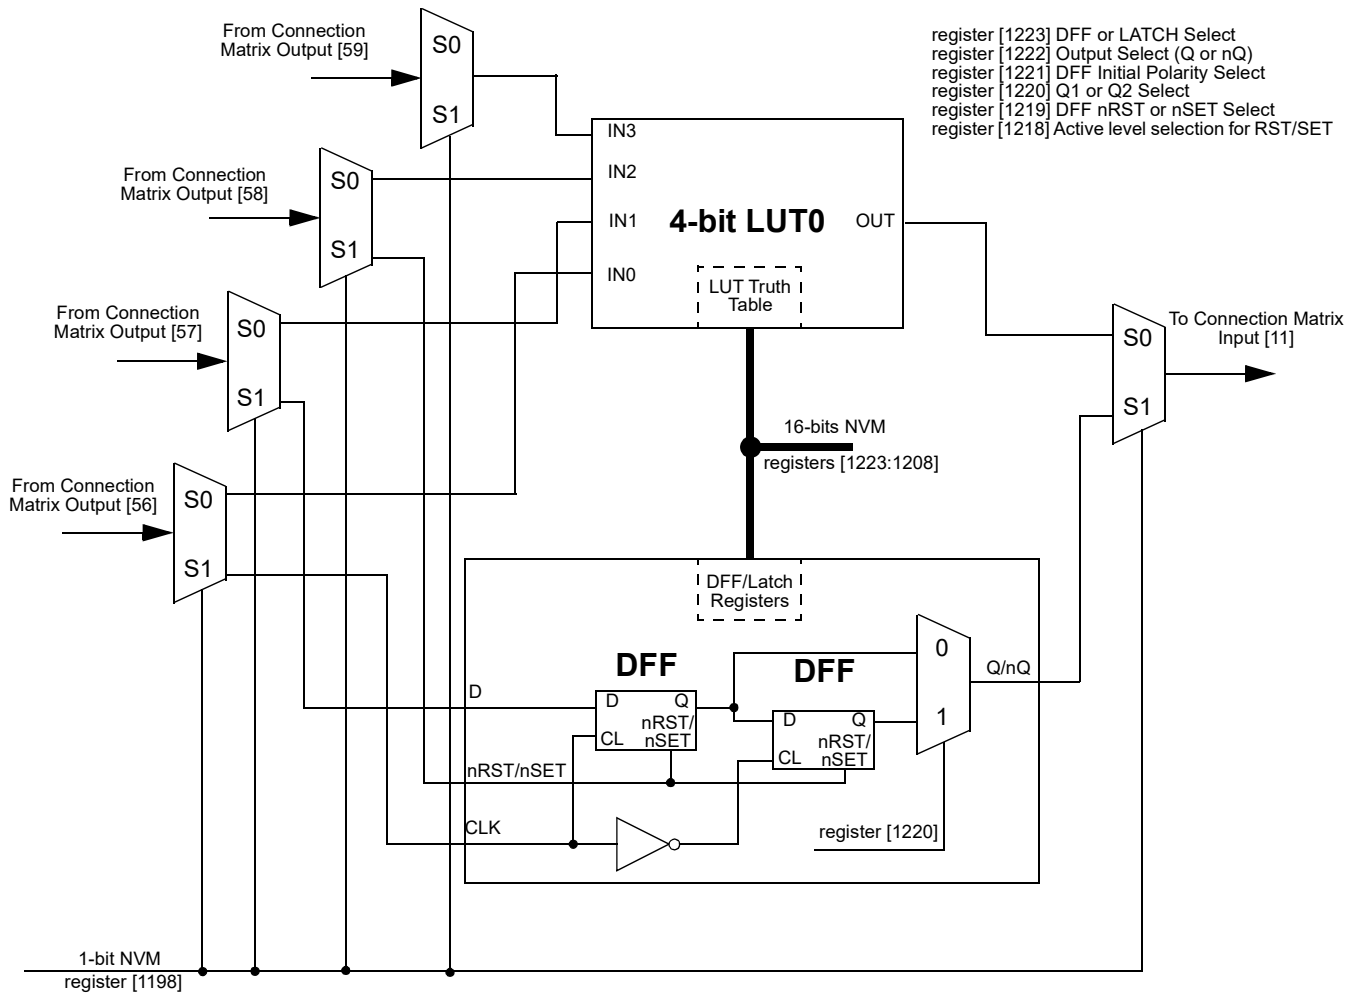 From Connection
Matrix Output [59]
S0
S1
register [1223] DFF or LATCH Select
register [1222] Output Select (Q or nQ)
register [1221] DFF Initial Polarity Select
register [1220] Q1 or Q2 Select
register [1219] DFF nRST or nSET Select
register [1218] Active level selection for RST/SET
From Connection
Matrix Output [58]
S0
S1
IN3
IN2
IN1
IN0
4-bit LUT0
OUT
LUT Truth
Table
From Connection
Matrix Output [57]
S0
S1
To Connection Matrix
Input [11]
S0
S1
16-bits NVM
registers [1223:1208]
From Connection
Matrix Output [56]
S0
S1
DFF/Latch
Registers
DFF
DFF
0
1
Q/nQ
D
D
Q
nRST/
nSET
CL
D
Q
nRST/
nSET
CL
nRST/nSET
CLK
register [1220]
1-bit NVM
register [1198]